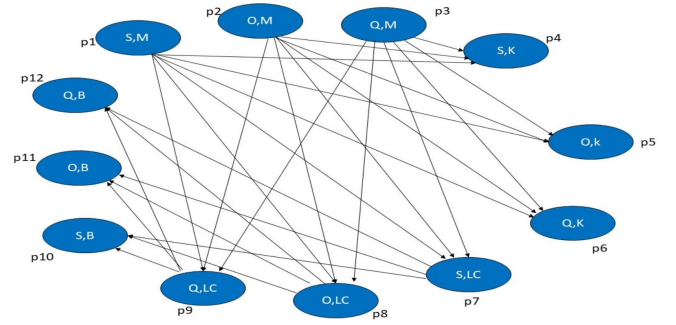 p1
S,M
p2
O,M
Q,M
p3
S,K
p4
O,k
p5
Q,K
p6
S,LC
p7
O,LC
p8
Q,LC
p9
S,B
p10
p11
O,B
p12
Q,B